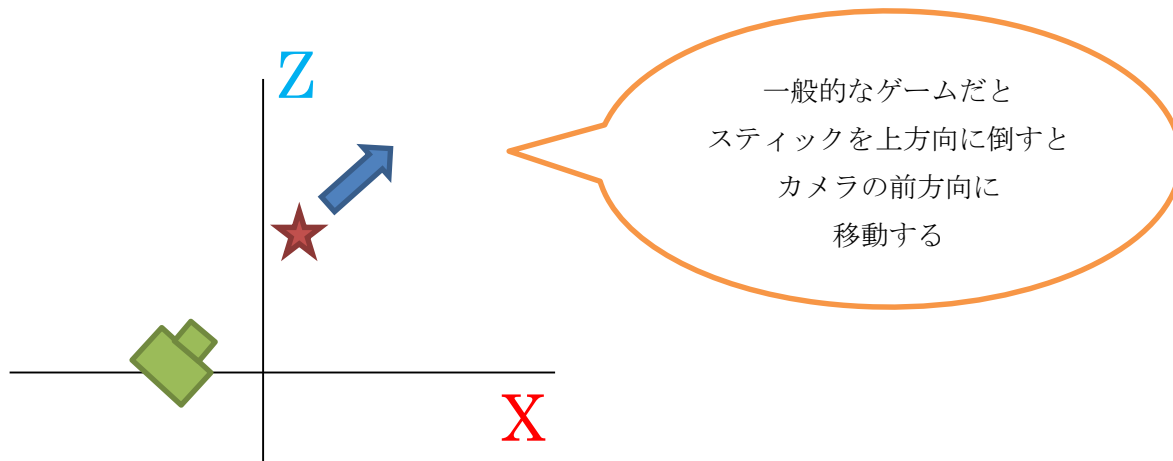 Z
一般的なゲームだと
スティックを上方向に倒すと
カメラの前方向に
移動する
X